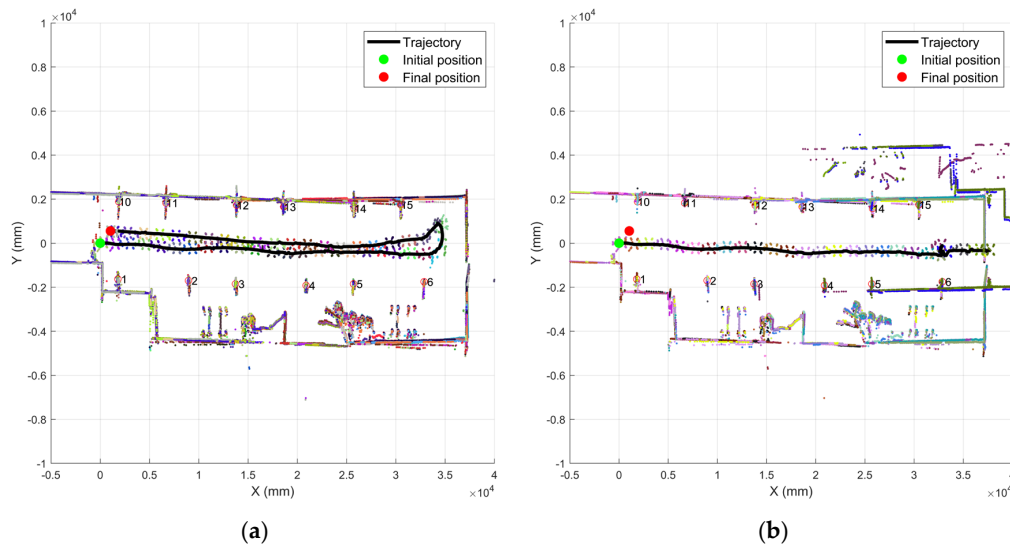 ×10⁴ ×10⁴
1 1
Trajectory Trajectory
Initial position Initial position
Final position Final position
0.8 0.8
0.6 0.6
0.4 0.4
0.2 0.2
10 11 12 13 14 15 10 11 12 13 14 15
Y (mm) Y (mm)
0 0
1 2 3 4 5 6 1 2 3 4 5 6
-0.2 -0.2
-0.4 -0.4
-0.6 -0.6
-0.8 -0.8
-1 -1
-0.5 0 0.5 1 1.5 2 2.5 3 3.5 4 -0.5 0 0.5 1 1.5 2 2.5 3 3.5 4
X (mm) ×10⁴ X (mm) ×10⁴
(a) (b)